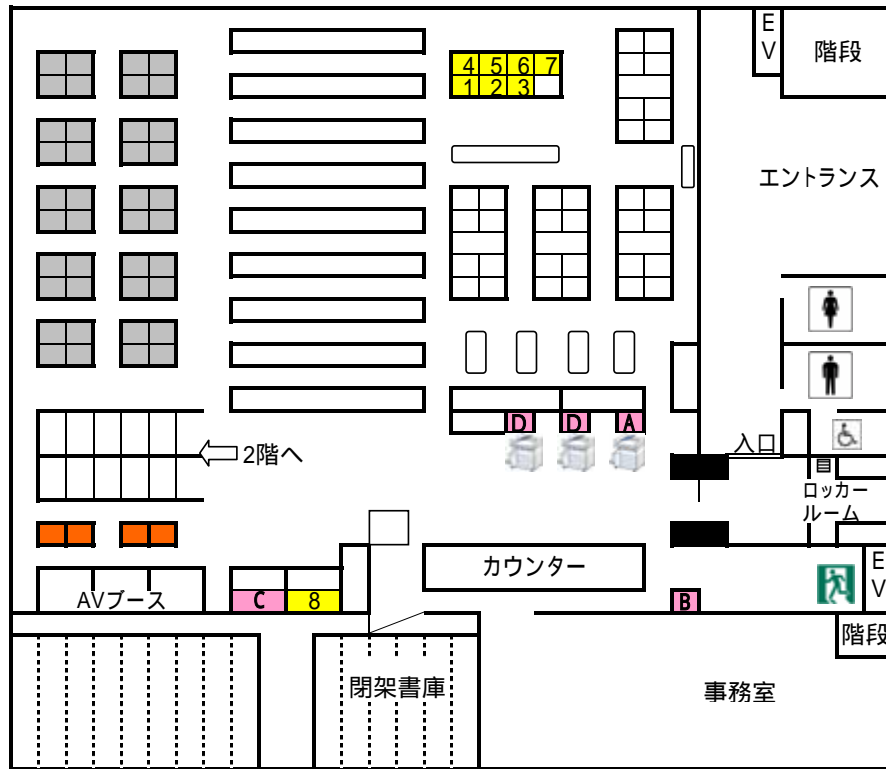 E
V
階段
4 5 6 7
1 2 3
エントランス
D D A
入口
2階へ
ロッカー
ルーム
カウンター
E
V
AVブース
C 8
B
階段
閉架書庫
事務室